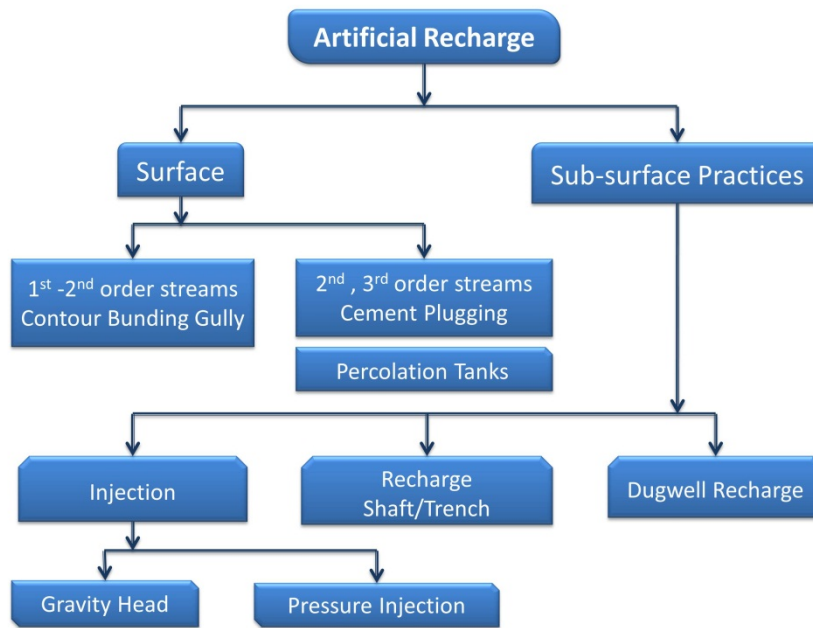 Artificial Recharge
Surface
Sub-surface Practices
1st -2nd order streams
Contour Bunding Gully
2nd , 3rd order streams
Cement Plugging
Percolation Tanks
Injection
Recharge
Shaft/Trench
Dugwell Recharge
Gravity Head
Pressure Injection